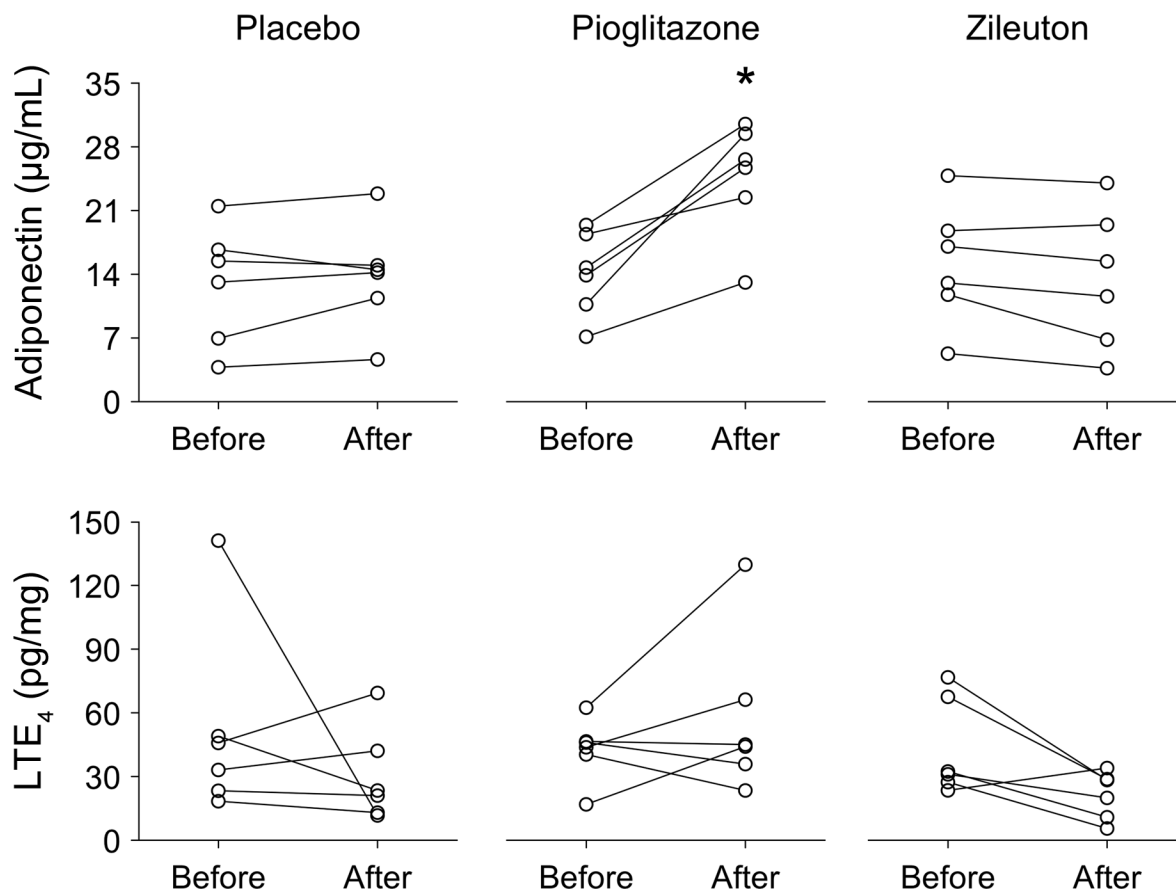 Placebo Pioglitazone Zileuton
Adiponectin (µg/mL)
35
*
28
21
14
7
0
Before After Before After Before After
LTE4 (pg/mg)
150
120
90
60
30
0
Before After Before After Before After